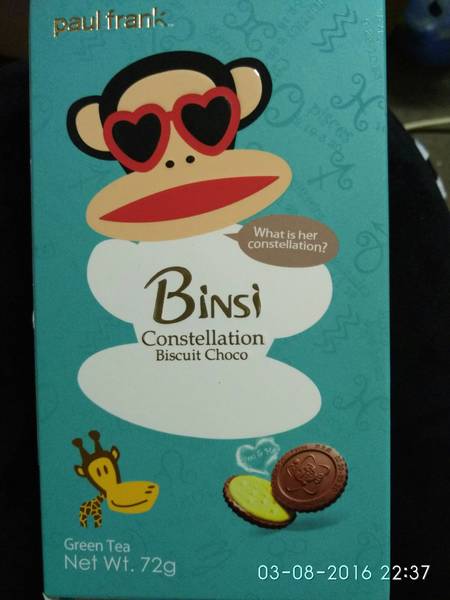 paul frank
pisces
What is her
constellation?
Binsi
Constellation
Biscuit Choco
Green Tea
Net Wt. 72g
03-08-2016 22:37